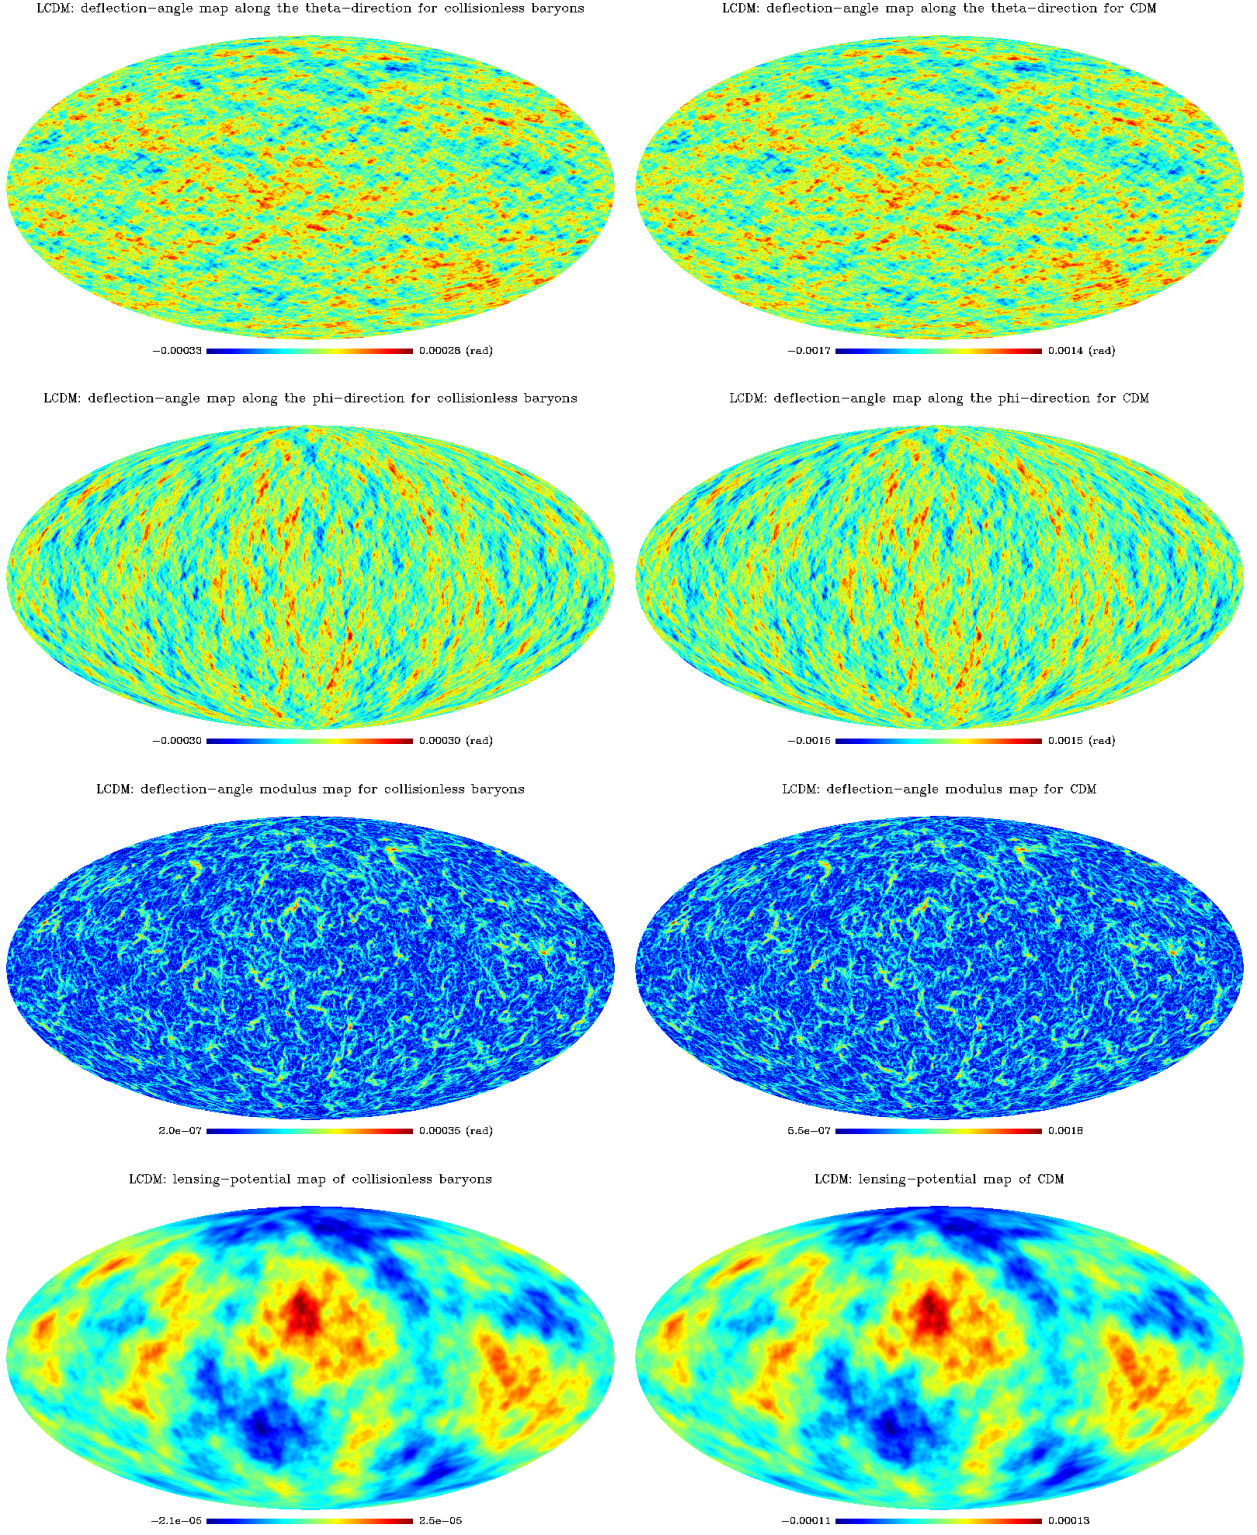 LCDM: deflection-angle map along the theta-direction for collisionless baryons
LCDM: deflection-angle map along the theta-direction for CDM
-0.00033 0.00028 (rad)
-0.0017 0.0014 (rad)
LCDM: deflection-angle map along the phi-direction for collisionless baryons
LCDM: deflection-angle map along the phi-direction for CDM
-0.00030 0.00030 (rad)
-0.0016 0.0015 (rad)
LCDM: deflection-angle modulus map for collisionless baryons
LCDM: deflection-angle modulus map for CDM
2.0e-07 0.00035 (rad)
5.5e-07 0.0018
LCDM: lensing-potential map of collisionless baryons
LCDM: lensing-potential map of CDM
-2.1e-05 2.5e-05
-0.00011 0.00013